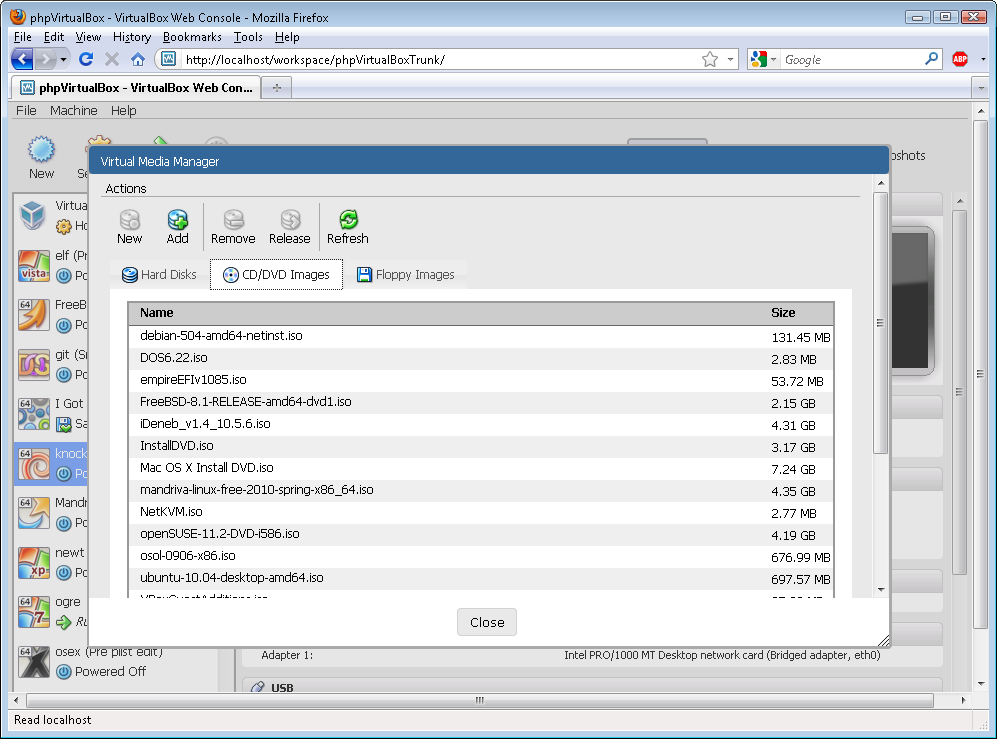 phpVirtualBox - VirtualBox Web Console - Mozilla Firefox
File Edit View History Bookmarks Tools Help
http://localhost/workspace/phpVirtualBoxTrunk/
Google
ABP
phpVirtualBox - VirtualBox Web Con...
File Machine Help
New
Virtual Media Manager
Actions
New Add Remove Release Refresh
Hard Disks CD/DVD Images Floppy Images
Name Size
debian-504-amd64-netinst.iso 131.45 MB
DOS6.22.iso 2.83 MB
empireEFIv1085.iso 53.72 MB
FreeBSD-8.1-RELEASE-amd64-dvd1.iso 2.15 GB
iDeneb_v1.4_10.5.6.iso 4.31 GB
InstallDVD.iso 3.17 GB
Mac OS X Install DVD.iso 7.24 GB
mandriva-linux-free-2010-spring-x86_64.iso 4.35 GB
NetKVM.iso 2.77 MB
openSUSE-11.2-DVD-i586.iso 4.19 GB
osol-0906-x86.iso 676.99 MB
ubuntu-10.04-desktop-amd64.iso 697.57 MB
Close
Virtua
Ho
elf (Pr
vista
Po
64
FreeB
Po
git (Sr
Po
64
I Got
Sa
64
knock
Po
64
Mandr
Po
newt
xp
Po
64
ogre
7
Ru
64
osex (Pre plist edit)
Powered Off
pshots
Adapter 1: Intel PRO/1000 MT Desktop network card (Bridged adapter, eth0)
USB
Read localhost